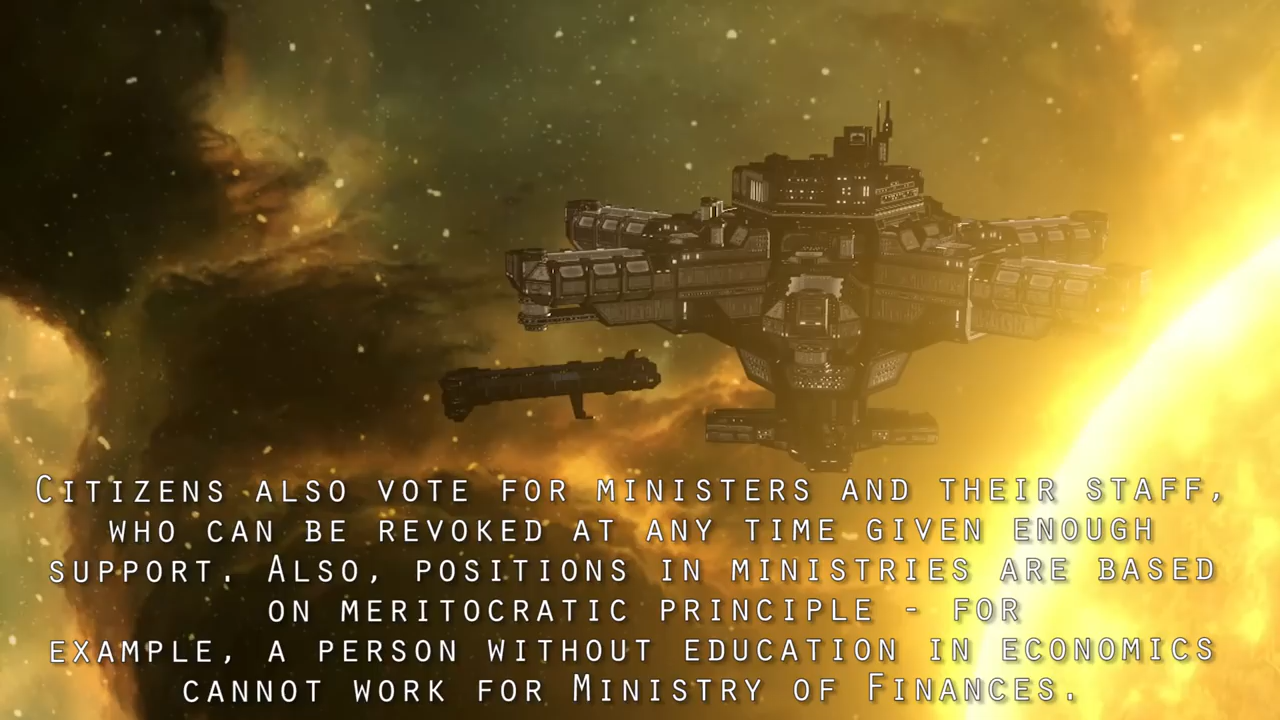 Citizens also vote for ministers and their staff,
who can be revoked at any time given enough
support. Also, positions in ministries are based
on meritocratic principle - for
example, a person without education in economics
cannot work for Ministry of Finances.